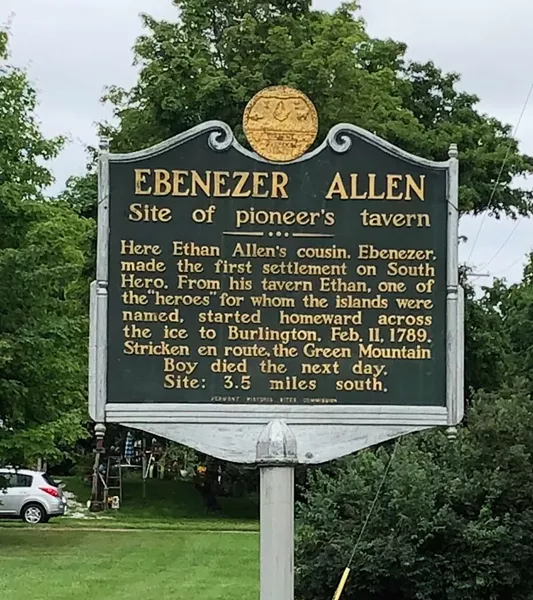 EBENEZER ALLEN
Site of pioneer's tavern
Here Ethan Allen's cousin, Ebenezer,
made the first settlement on South
Hero. From his tavern Ethan, one of
the "heroes" for whom the islands were
named, started homeward across
the ice to Burlington, Feb. 11, 1789.
Stricken en route, the Green Mountain
Boy died the next day.
Site: 3.5 miles south.
VERMONT HISTORIC SITES COMMISSION